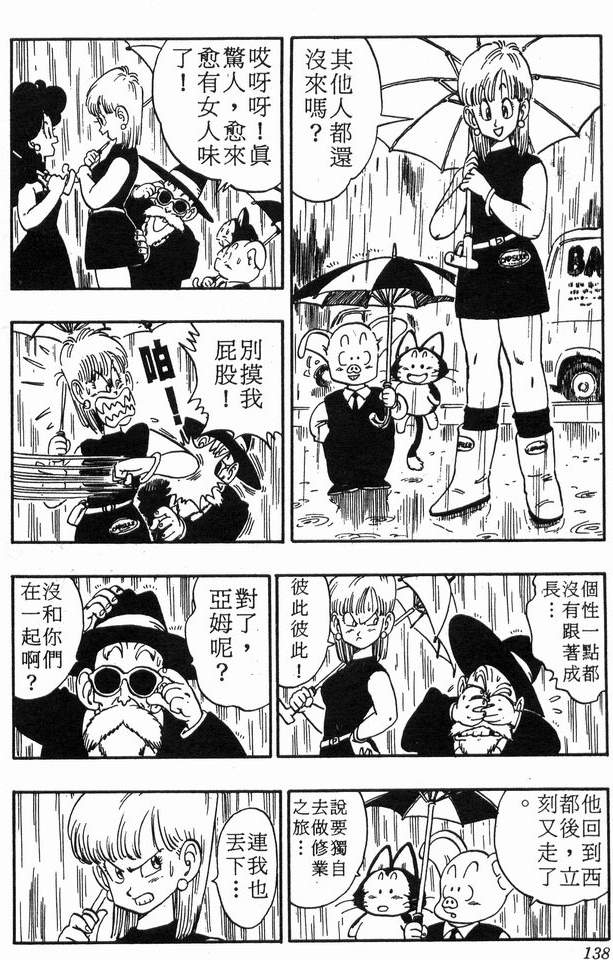 其他人都還
沒來嗎？
BA
CAPSULE
哎呀呀！眞
驚人，愈來
愈有女人味
了！
別摸我
屁股！
啪！
個性一點都
沒有跟著成
長…
彼此彼此！
對了，
亞姆呢？
沒和你們
在一起啊？
他回到西
都後，立
刻又走了
。
說要獨自
去做修業
之旅…
連我也
丟下…
138